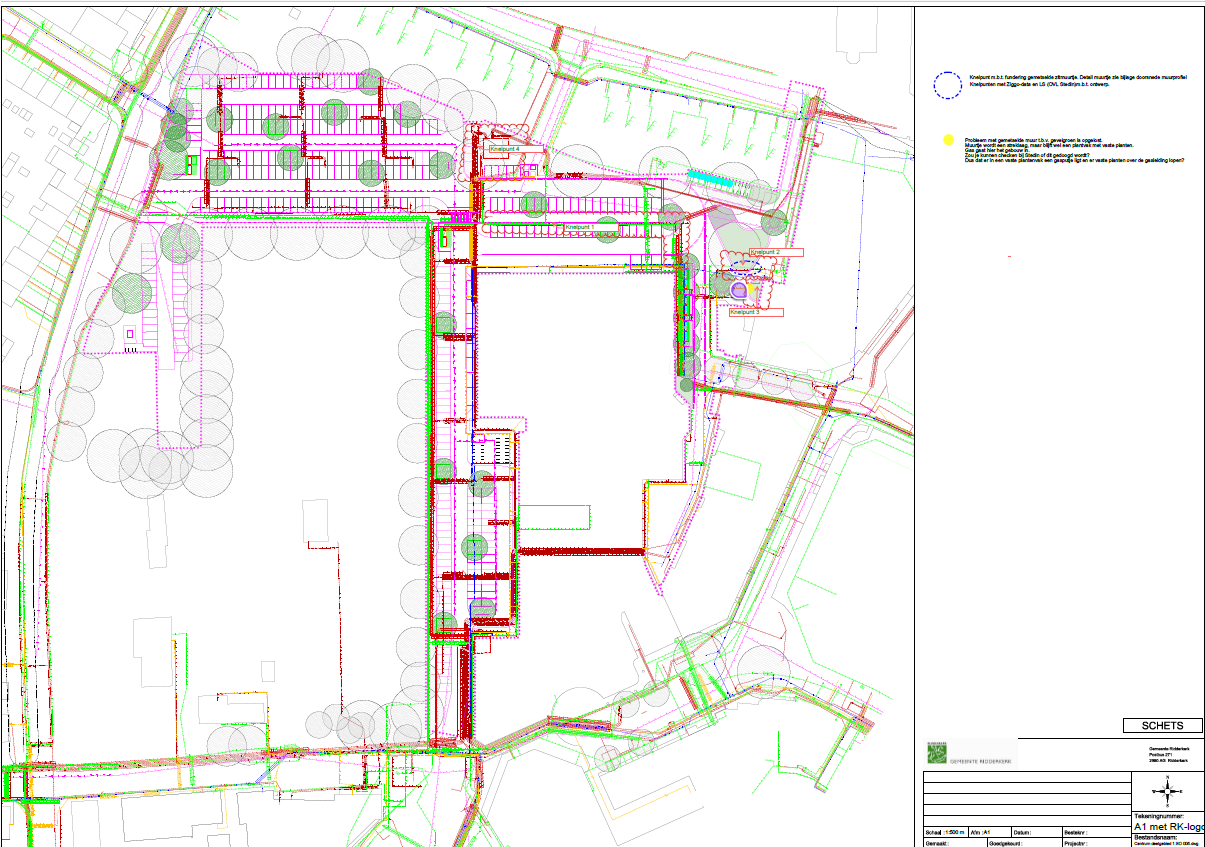 Knelpunt m.b.t. fundering gemetselde zitmuurtje. Detail muurtje zie bijlage doorsnede muurprofiel
Knelpunten met Ziggo-data en LS (OVL Stedin)m.b.t. ontwerp.
Probleem met gemetselde muur t.b.v. gevelgroen is opgelost.
Muurtje wordt een streklaag, maar blijft wel een plantvak met vaste planten.
Gas gaat hier het gebouw in.
Zou je kunnen checken bij Stedin of dit gedoogd wordt?
Dus dat er in een vaste plantenvak een gasputje ligt en er vaste planten over de gasleiding lopen?
Knelpunt 4
Knelpunt 1
Knelpunt 2
Knelpunt 3
SCHETS
GEMEENTE RIDDERKERK
Gemeente Ridderkerk
Postbus 271
2980 AG Ridderkerk
N
W
S
Tekeningnummer:
A1 met RK-logo
Schaal :1:500 m
Afm :A1
Datum:
Besteknr :
Bestandsnaam:
Gemaakt :
Goedgekeurd :
Projectnr :